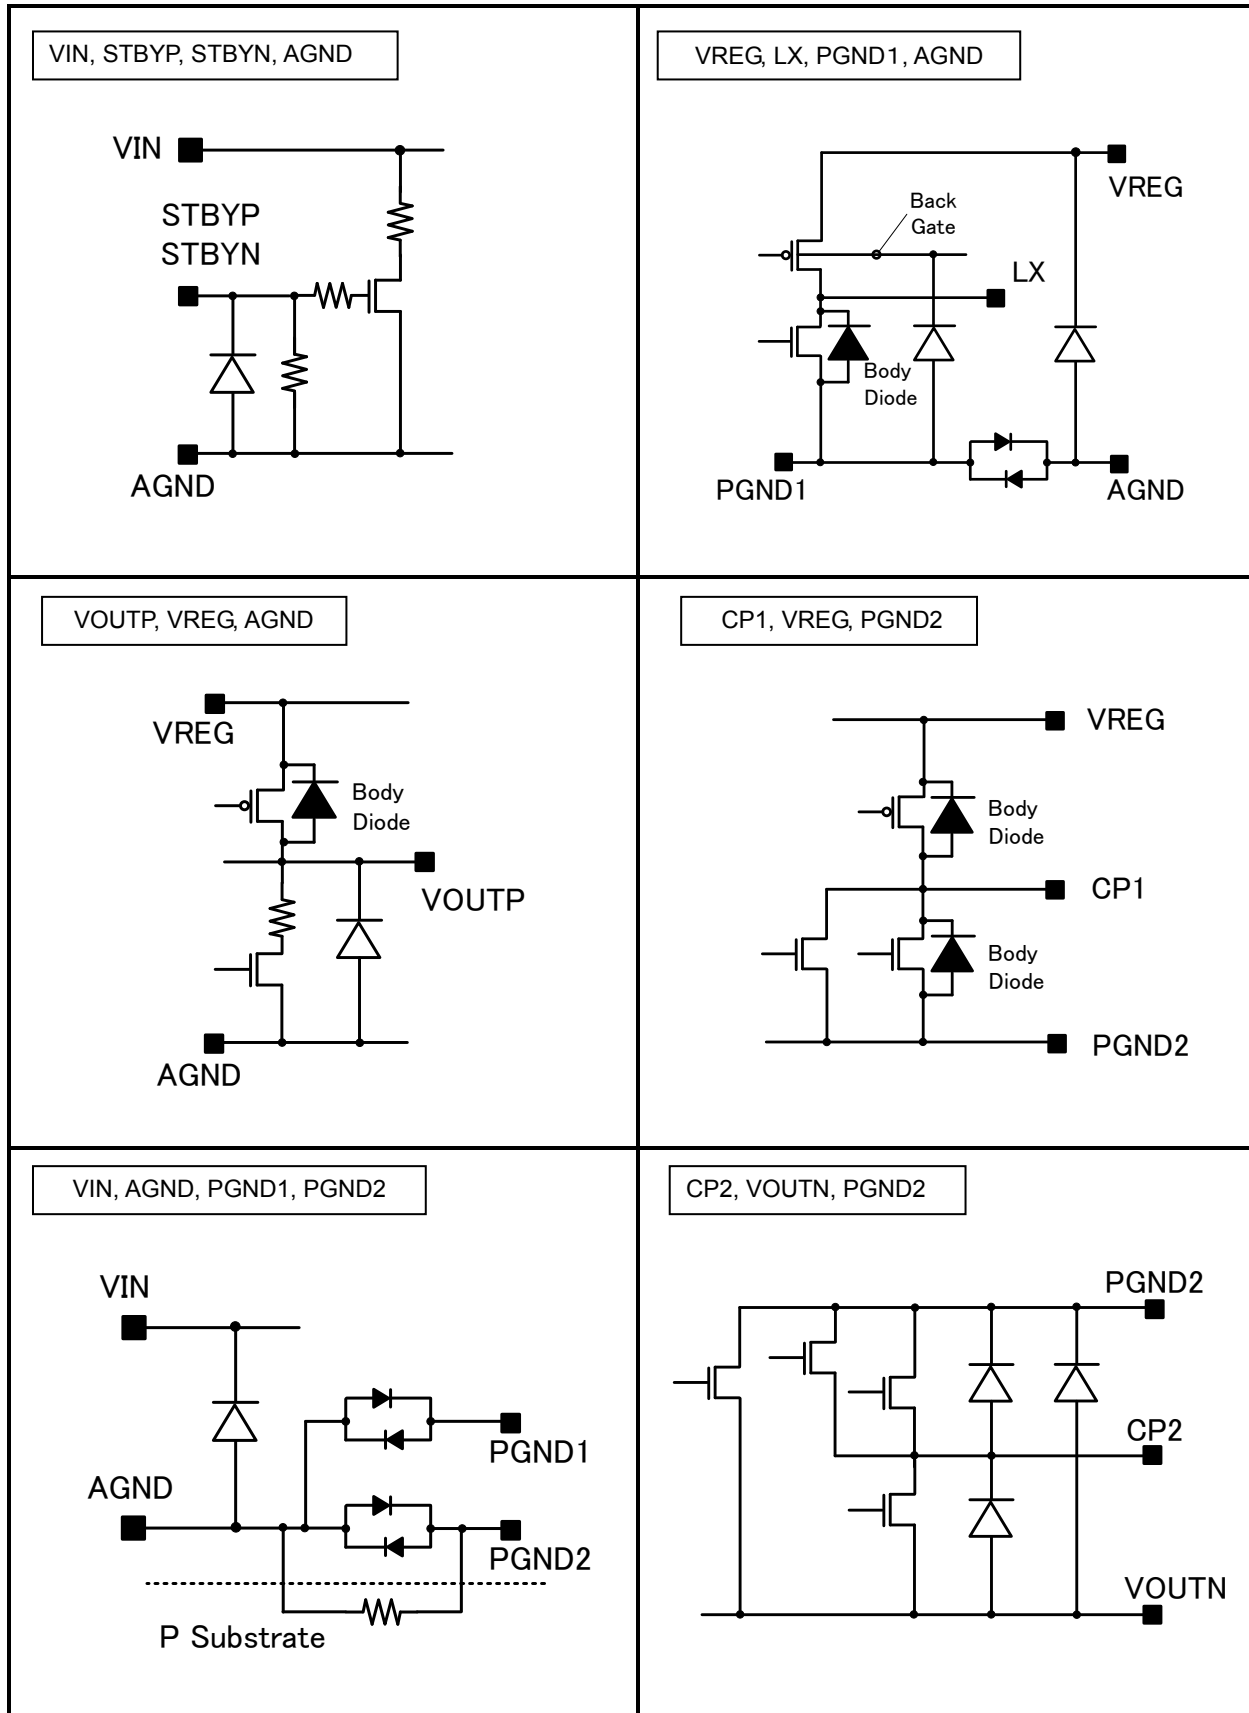 VIN, STBYP, STBYN, AGND
VIN
STBYP
STBYN
AGND
VREG, LX, PGND1, AGND
VREG
Back
Gate
LX
Body
Diode
PGND1
AGND
VOUTP, VREG, AGND
VREG
Body
Diode
VOUTP
AGND
CP1, VREG, PGND2
VREG
Body
Diode
CP1
Body
Diode
PGND2
VIN, AGND, PGND1, PGND2
VIN
PGND1
AGND
PGND2
P Substrate
CP2, VOUTN, PGND2
PGND2
CP2
VOUTN